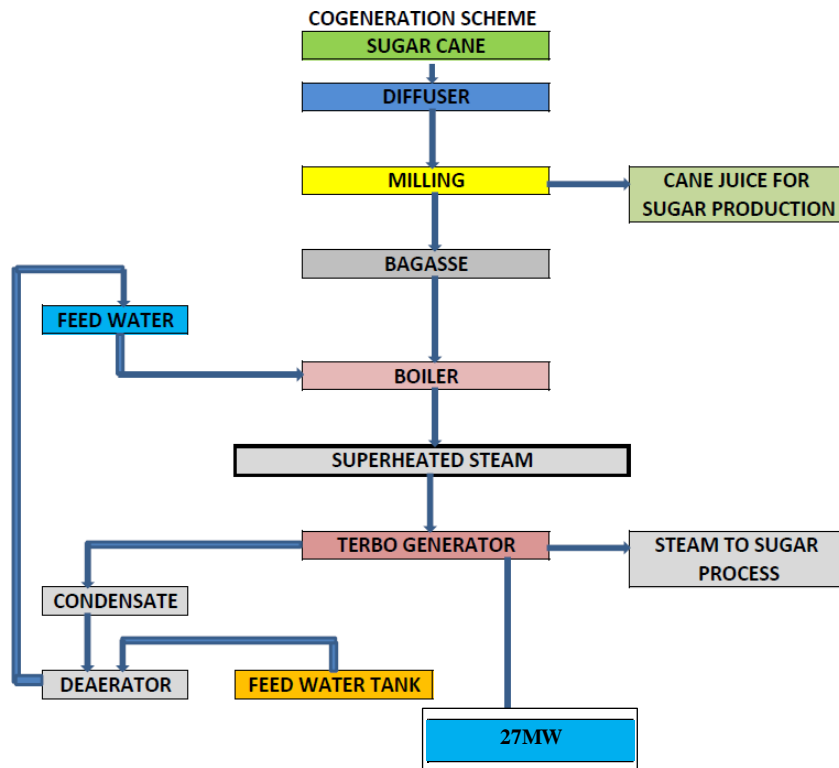 COGENERATION SCHEME
SUGAR CANE
DIFFUSER
MILLING
CANE JUICE FOR
SUGAR PRODUCTION
BAGASSE
FEED WATER
BOILER
SUPERHEATED STEAM
TERBO GENERATOR
STEAM TO SUGAR
PROCESS
CONDENSATE
DEAERATOR
FEED WATER TANK
27MW